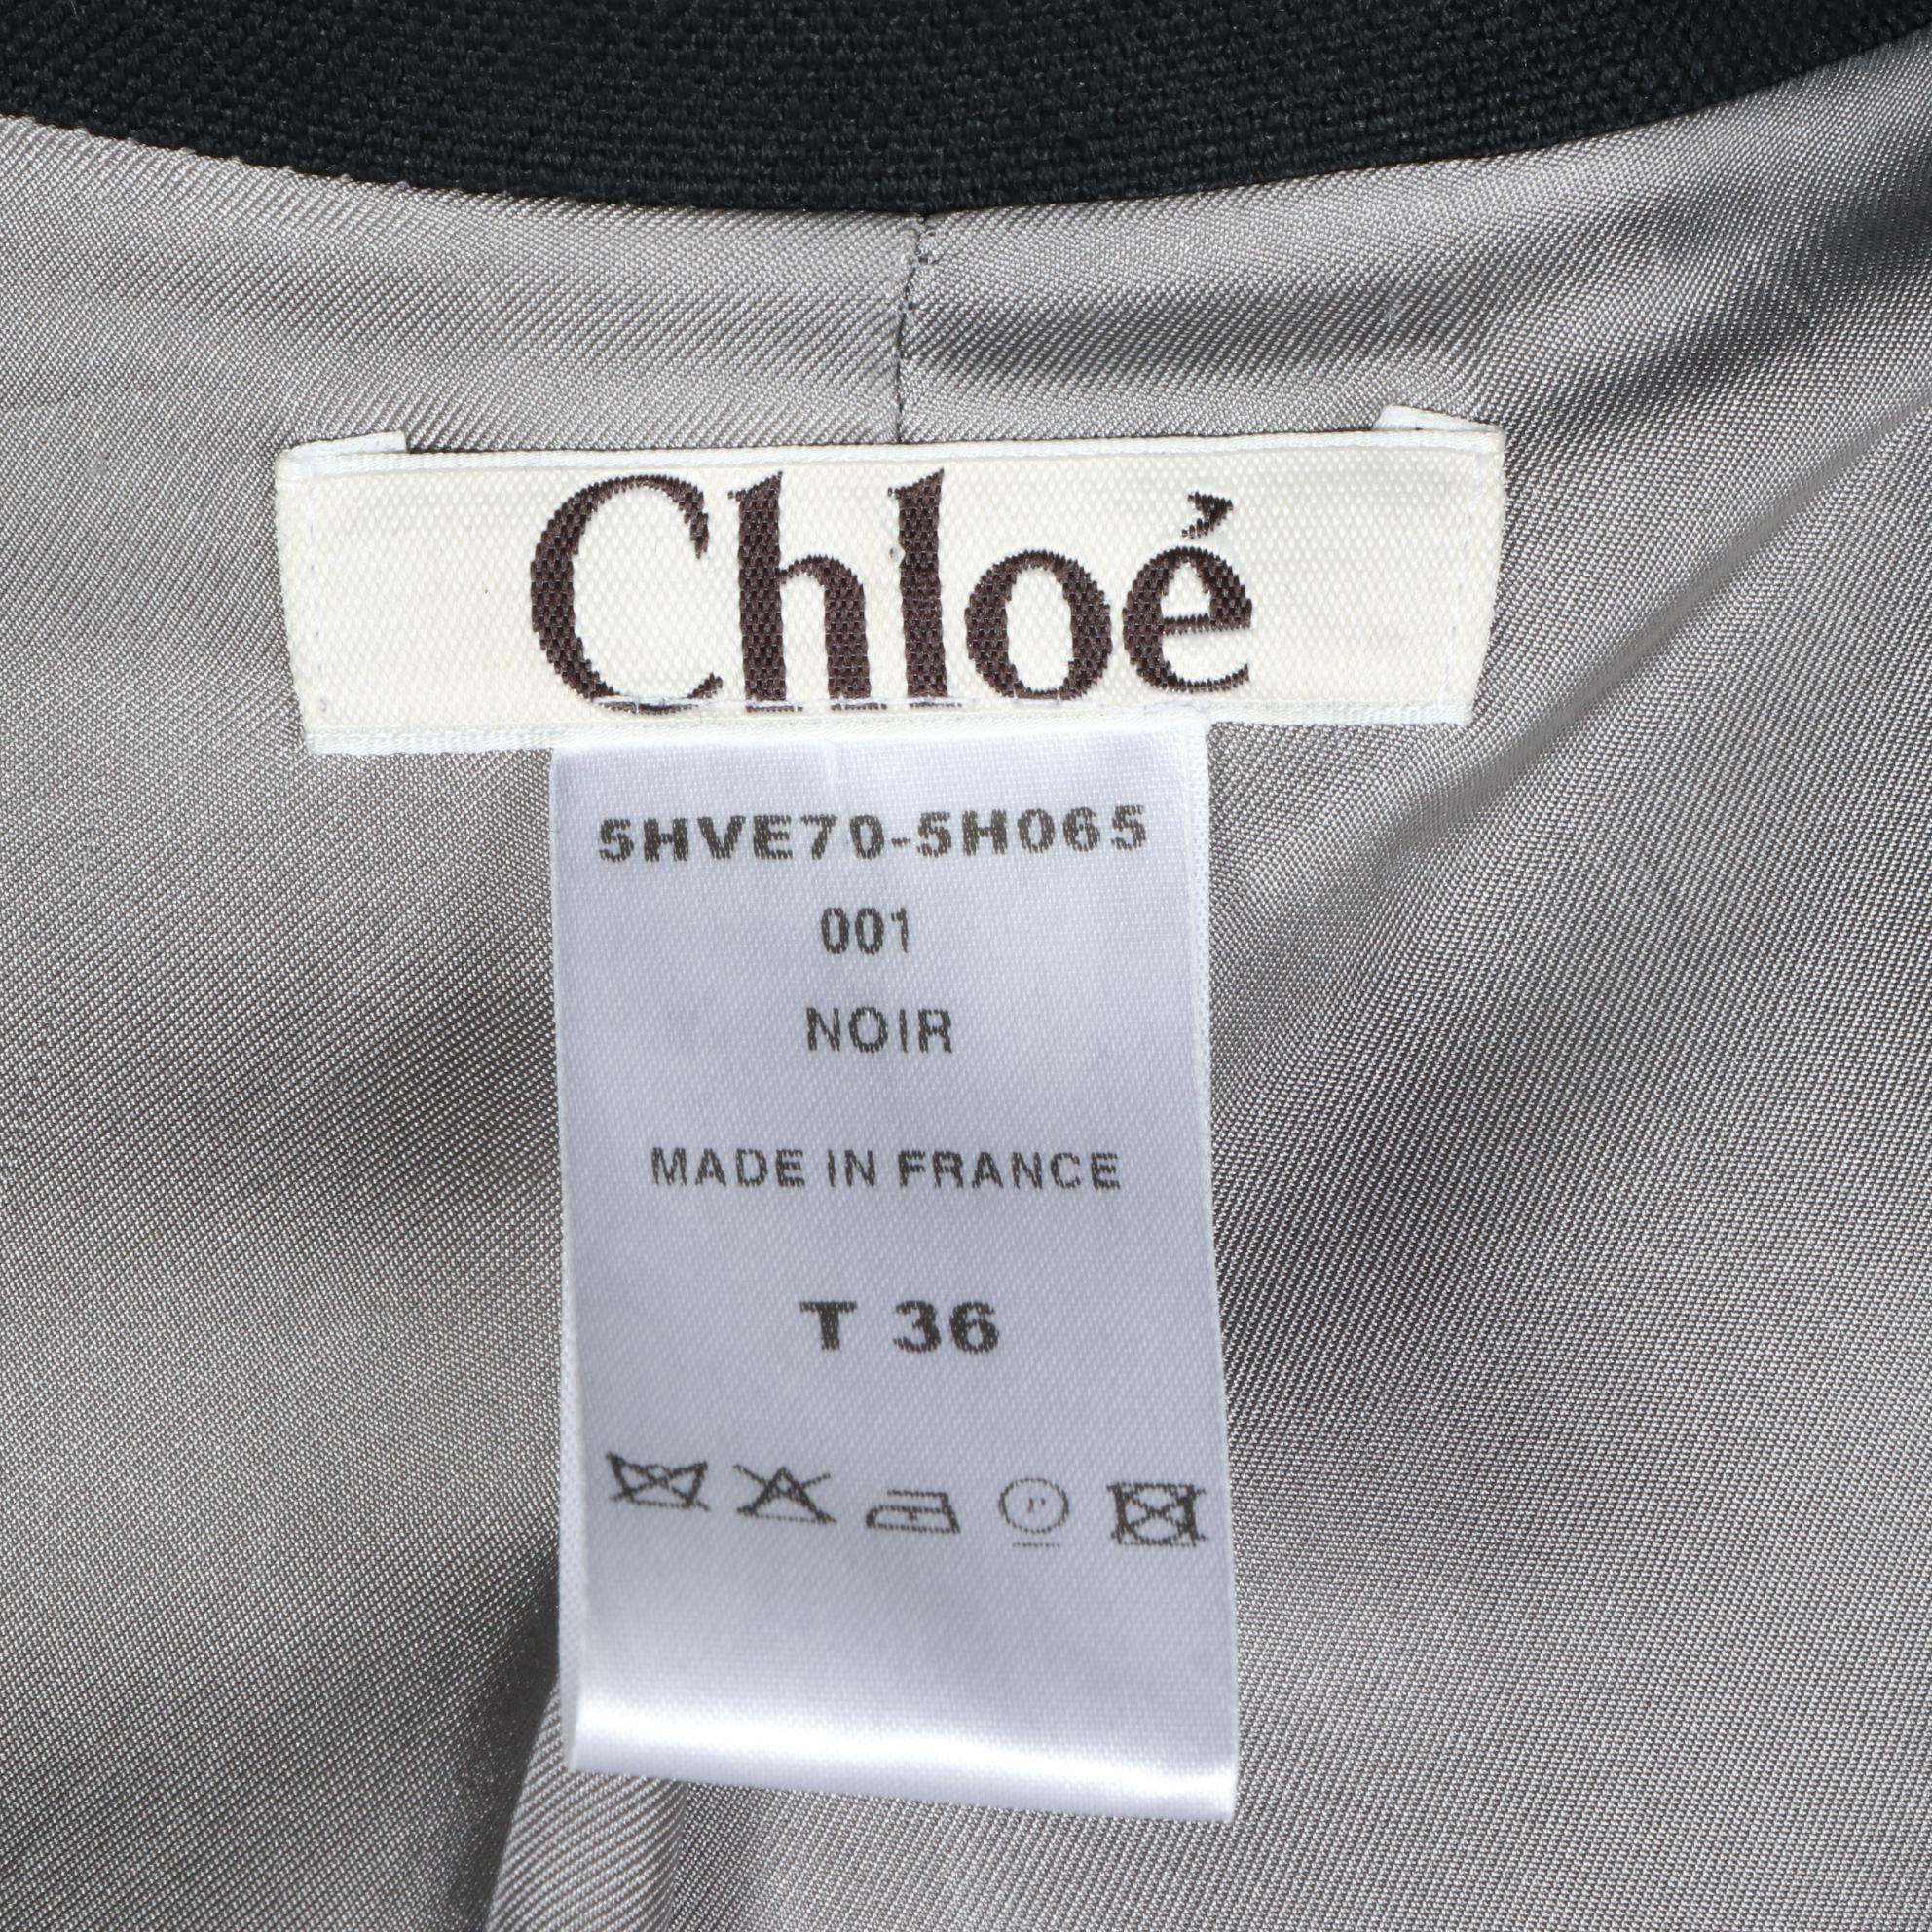 Chloé
5HVE70-5H065
001
NOIR
MADE IN FRANCE
T 36
P